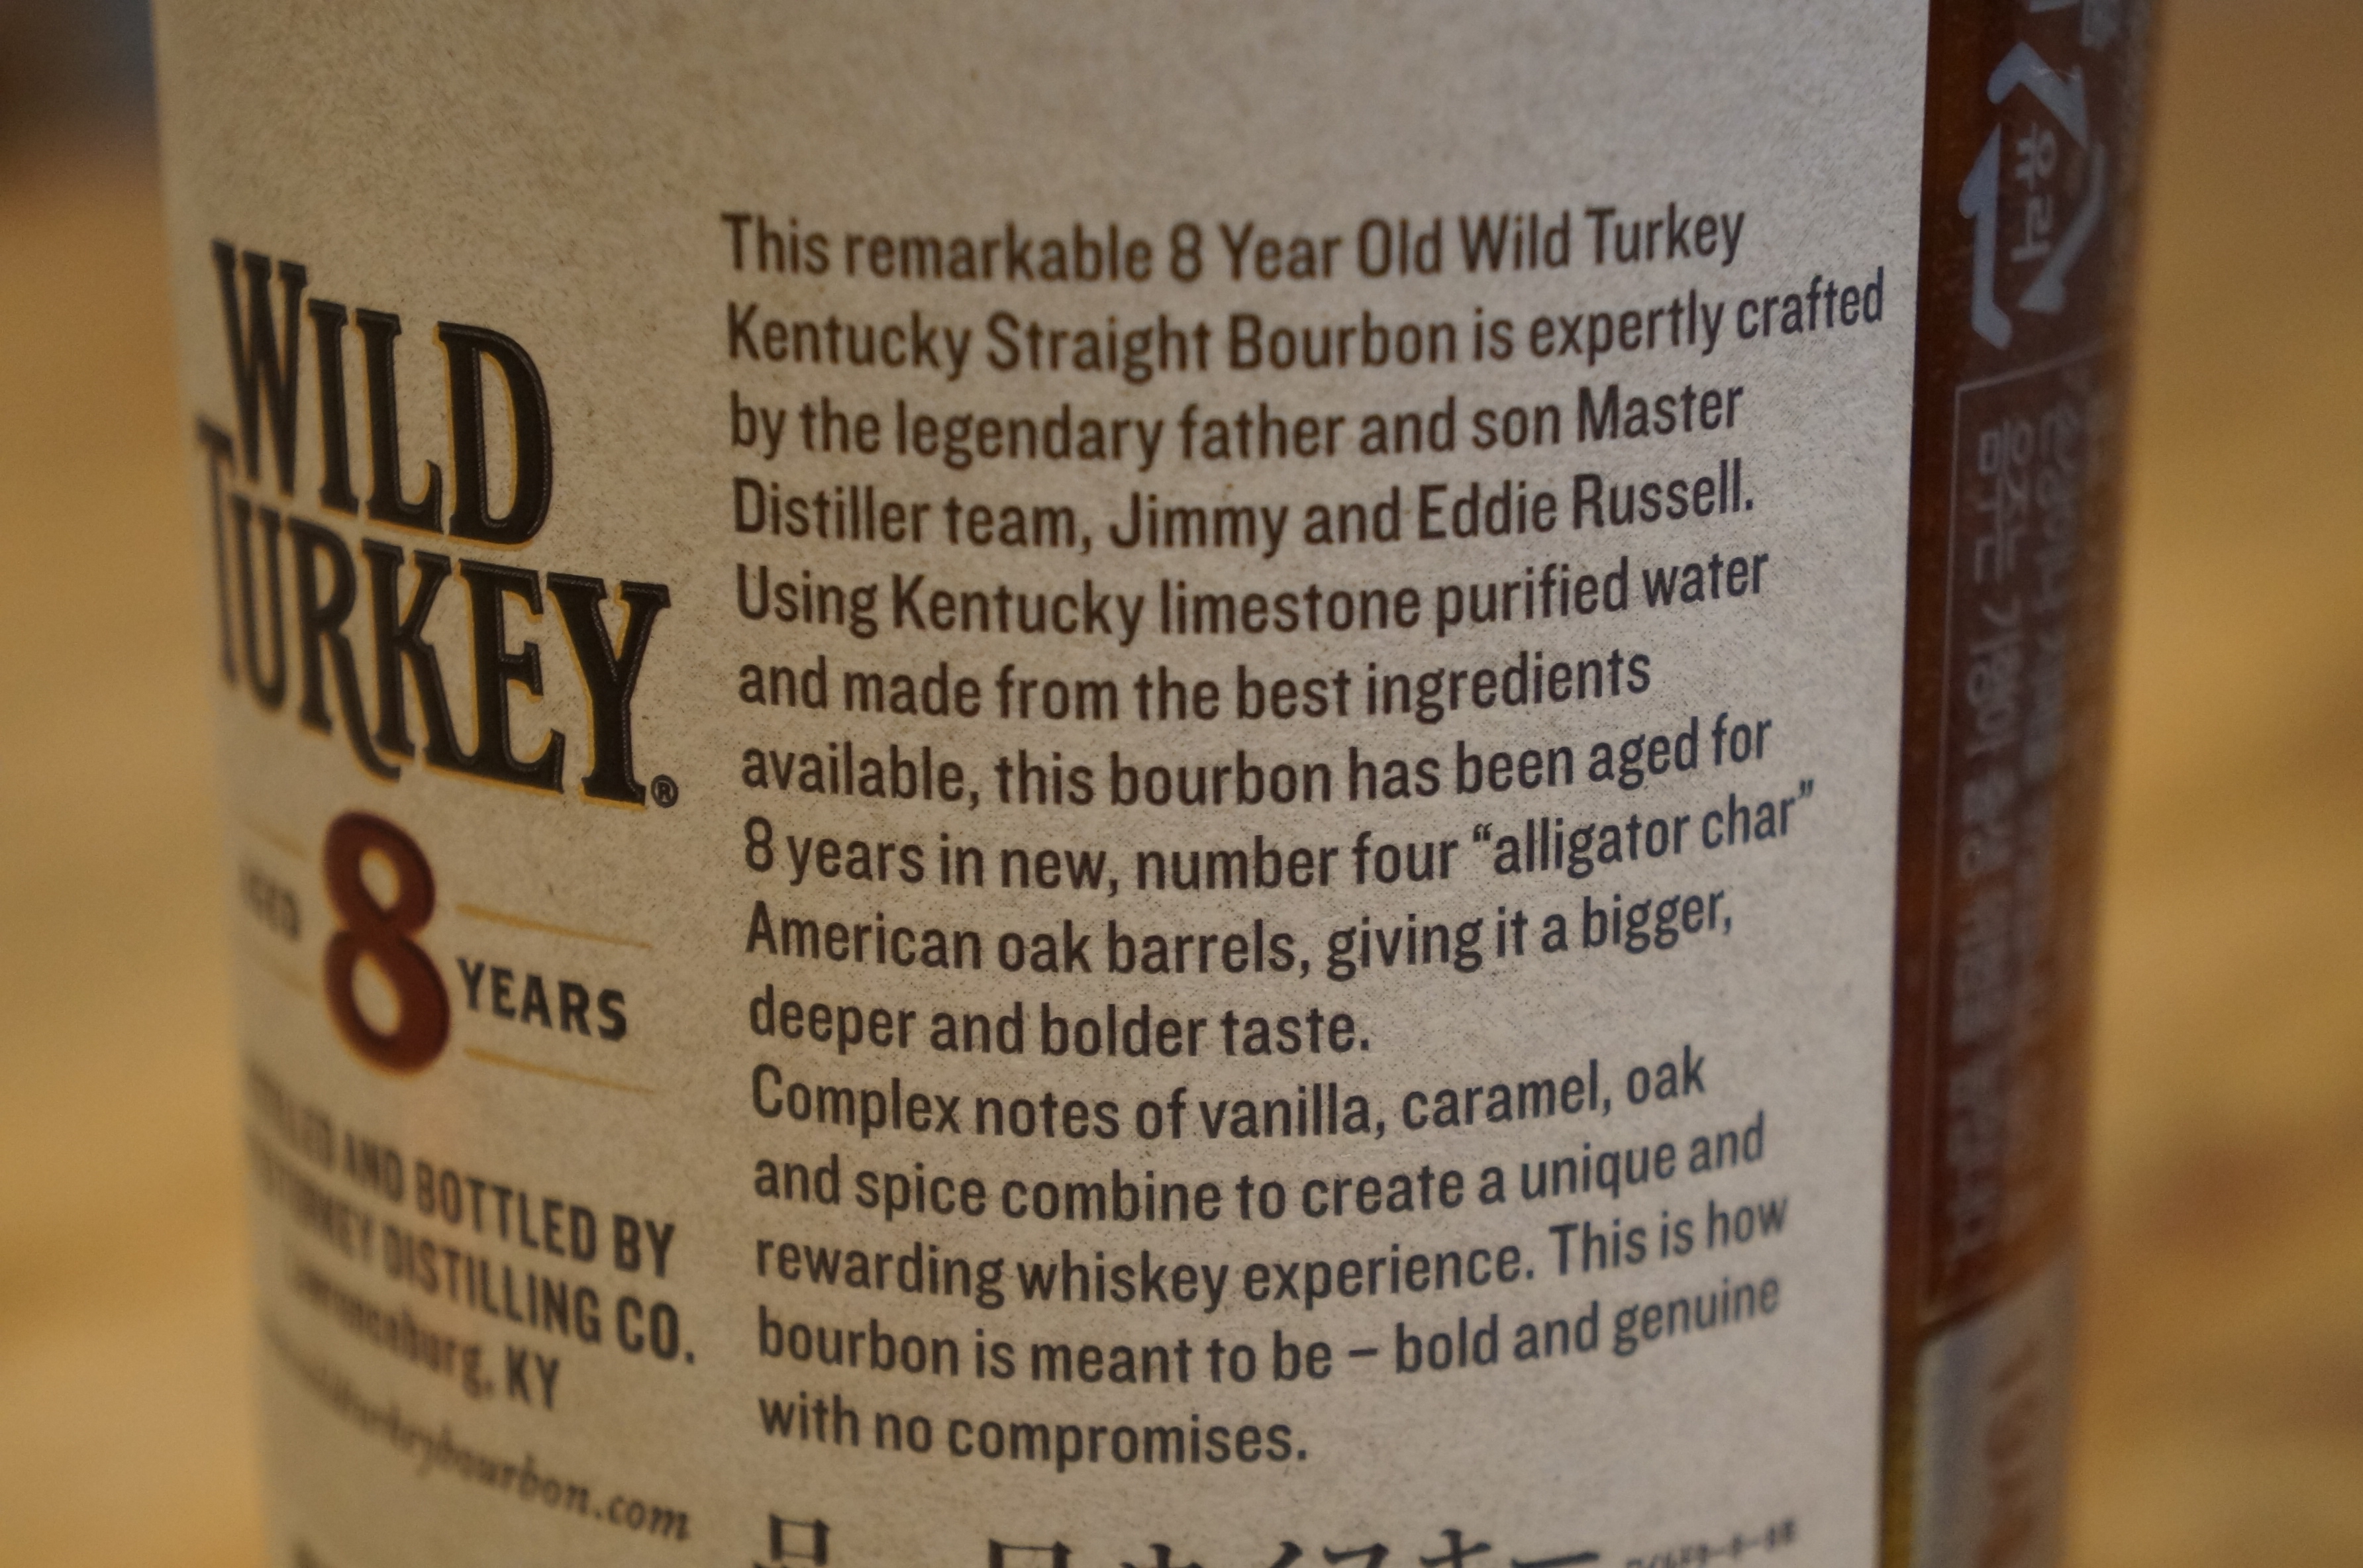 WILD
TURKEY®
AGED 8 YEARS
AND BOTTLED BY
TURKEY DISTILLING CO.
Lawrenceburg, KY
This remarkable 8 Year Old Wild Turkey
Kentucky Straight Bourbon is expertly crafted
by the legendary father and son Master
Distiller team, Jimmy and Eddie Russell.
Using Kentucky limestone purified water
and made from the best ingredients
available, this bourbon has been aged for
8 years in new, number four “alligator char”
American oak barrels, giving it a bigger,
deeper and bolder taste.
Complex notes of vanilla, caramel, oak
and spice combine to create a unique and
rewarding whiskey experience. This is how
bourbon is meant to be – bold and genuine
with no compromises.
유리